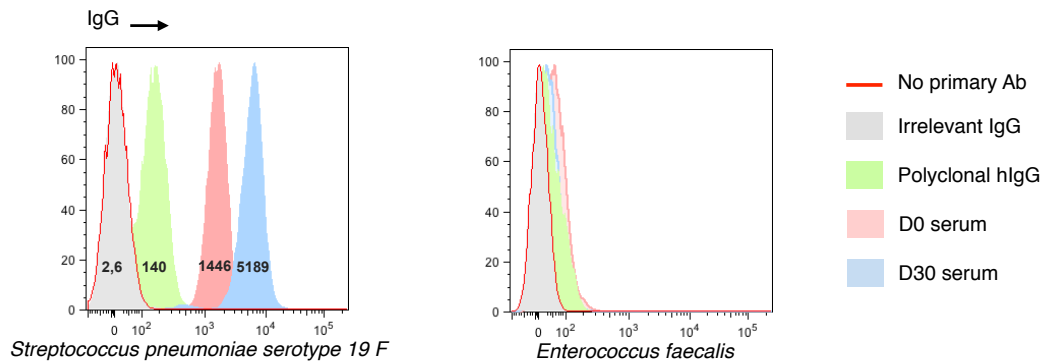 IgG
100
80
60
40
20
0
2,6
140
1446
5189
0 10² 10³ 10⁴ 10⁵
Streptococcus pneumoniae serotype 19 F
100
80
60
40
20
0
0 10² 10³ 10⁴ 10⁵
Enterococcus faecalis
No primary Ab
Irrelevant IgG
Polyclonal hIgG
D0 serum
D30 serum